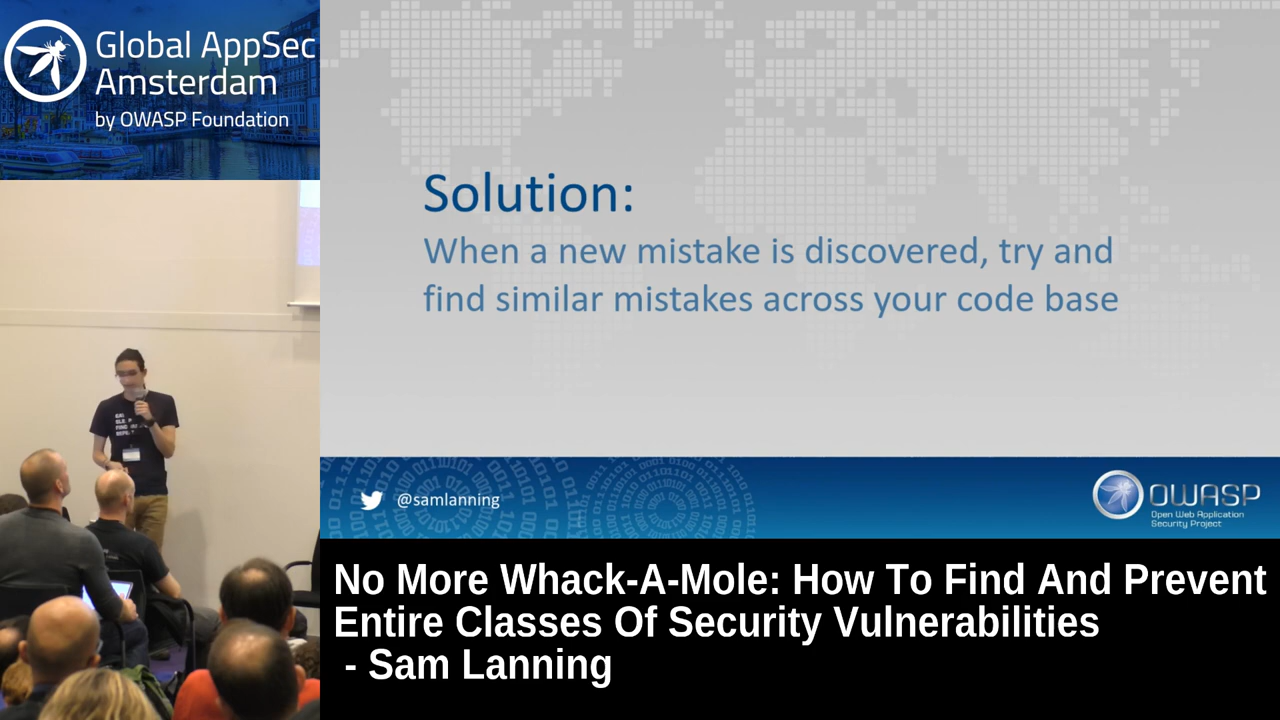 Global AppSec
Amsterdam
by OWASP Foundation
Solution:
When a new mistake is discovered, try and
find similar mistakes across your code base
@samlanning
OWASP
Open Web Application
Security Project
No More Whack-A-Mole: How To Find And Prevent
Entire Classes Of Security Vulnerabilities
- Sam Lanning